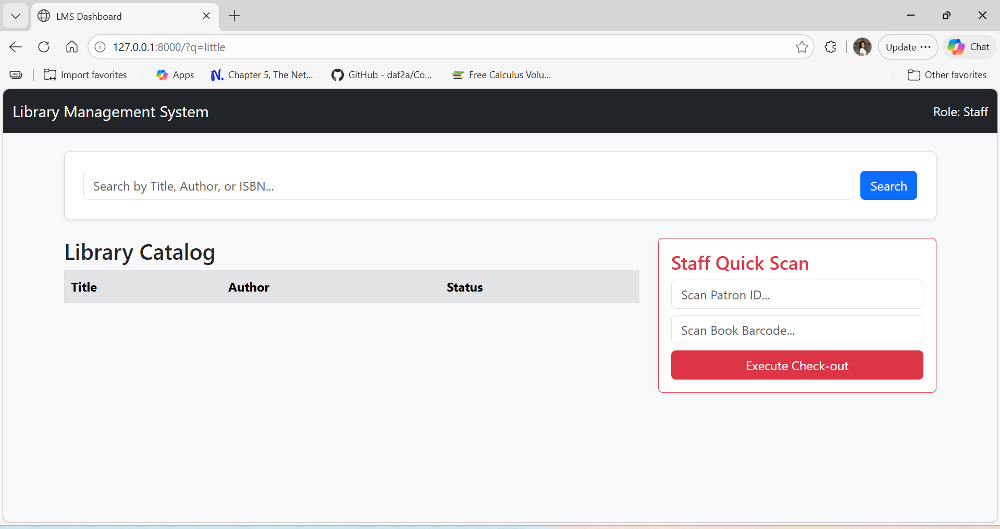 LMS Dashboard
127.0.0.1:8000/?q=little
Update
Chat
Import favorites
Apps
N. Chapter 5, The Net...
GitHub - daf2a/Co...
Free Calculus Volu...
Other favorites
Library Management System
Role: Staff
Search by Title, Author, or ISBN...
Search
Library Catalog
Title Author Status
Staff Quick Scan
Scan Patron ID...
Scan Book Barcode...
Execute Check-out